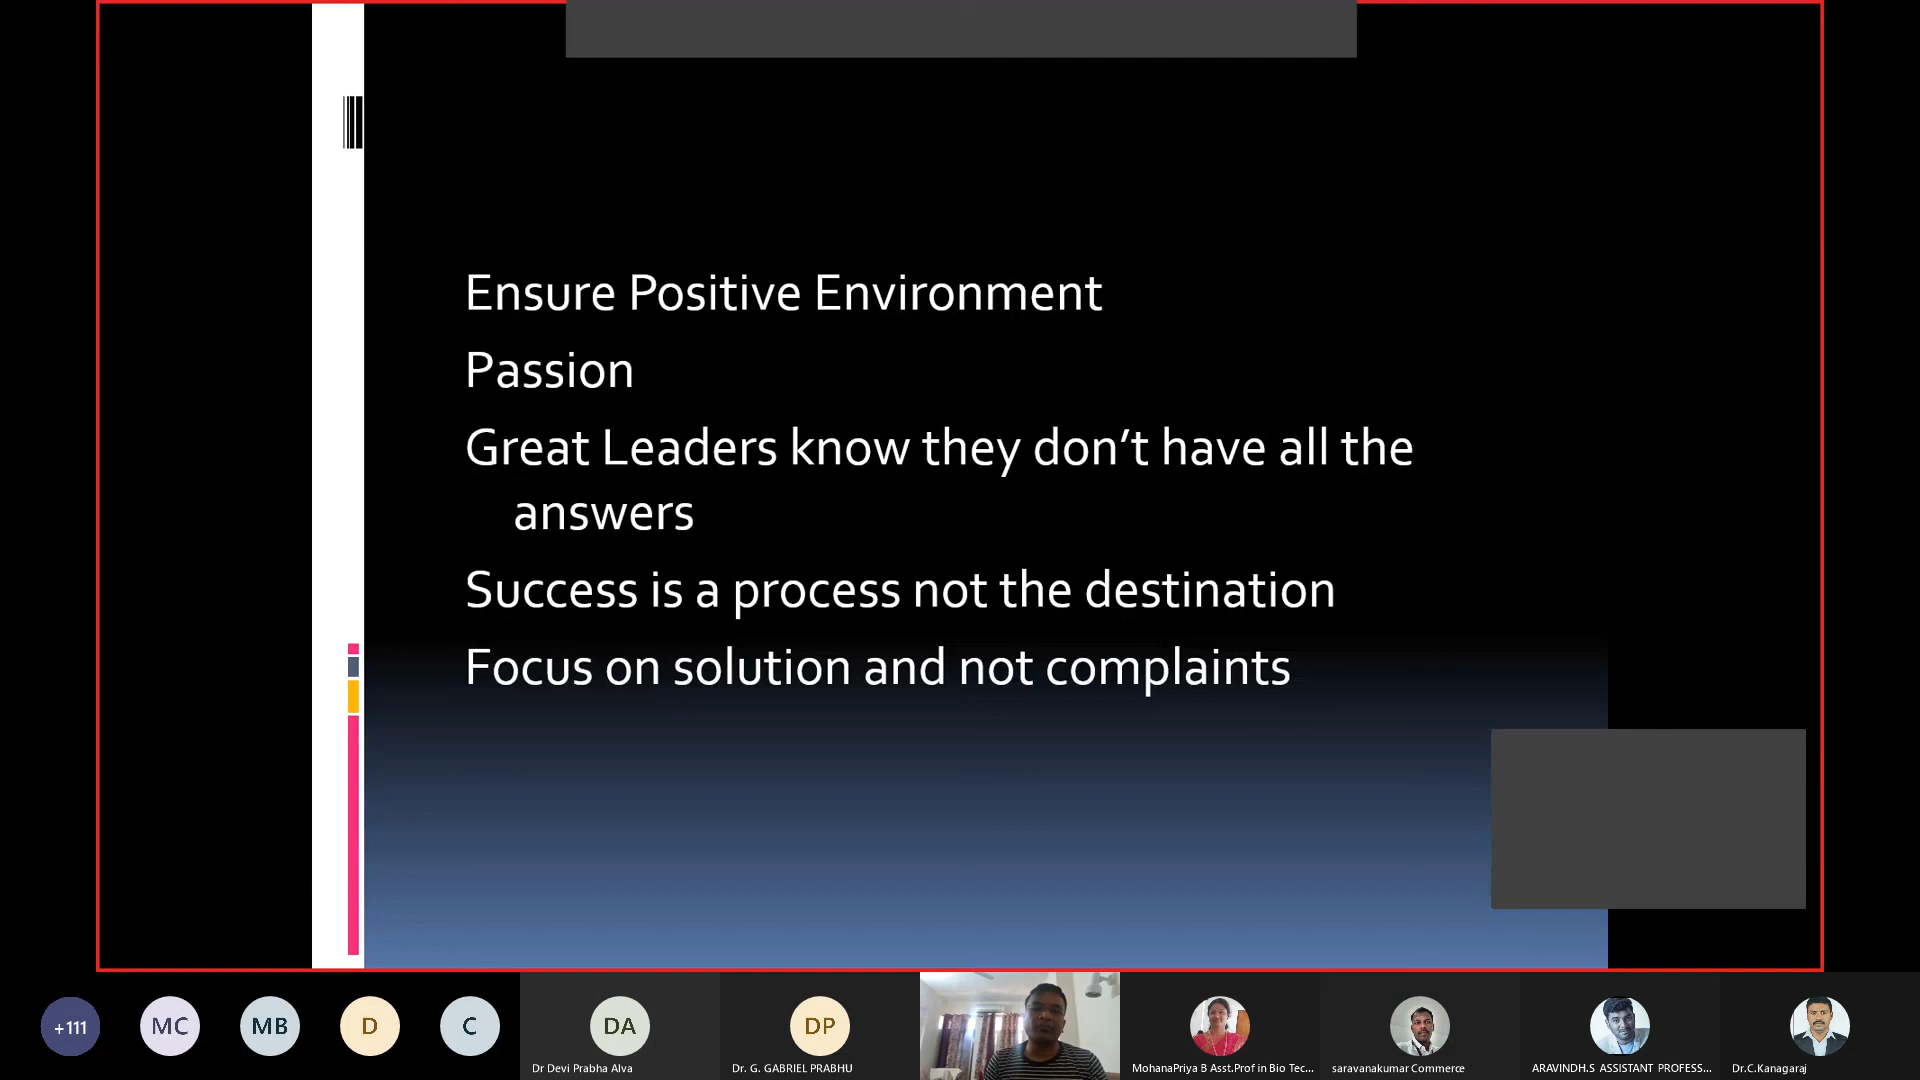 Ensure Positive Environment
Passion
Great Leaders know they don’t have all the
answers
Success is a process not the destination
Focus on solution and not complaints
+111
MC
MB
D
C
DA
DP
Dr Devi Prabha Alva
Dr. G. GABRIEL PRABHU
MohanaPriya B Asst.Prof in Bio Tec...
saravanakumar Commerce
ARAVINDH.S ASSISTANT PROFESS...
Dr.C.Kanagaraj